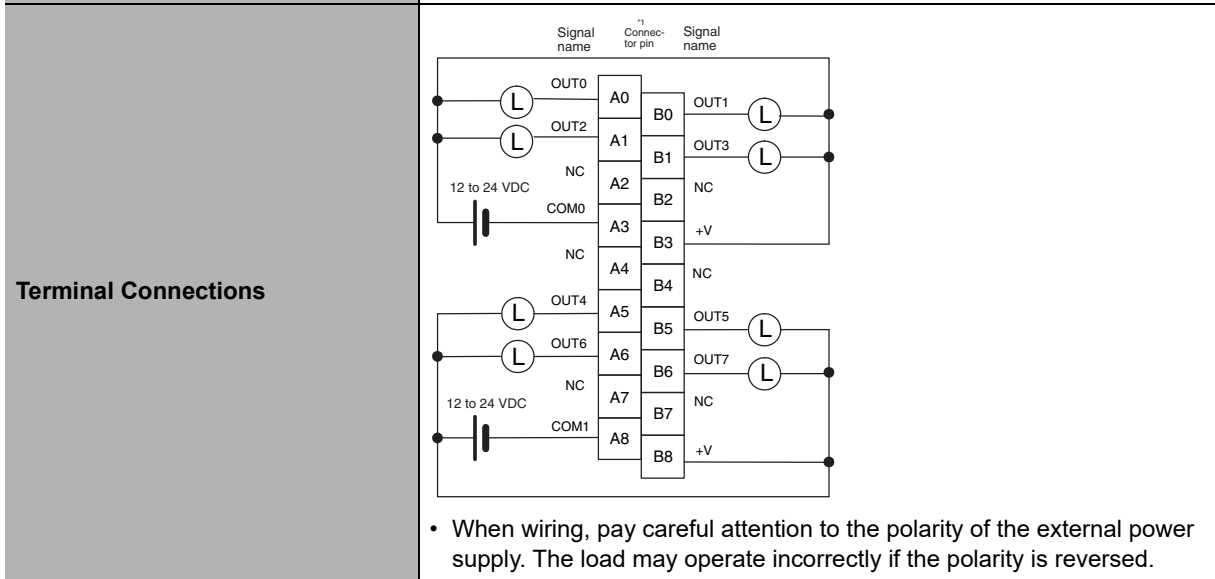 Terminal Connections
Signal name
*1 Connec-tor pin
Signal name
OUT0
A0
B0
OUT1
L
L
OUT2
A1
B1
OUT3
L
L
NC
A2
B2
NC
12 to 24 VDC
COM0
A3
B3
+V
NC
A4
B4
NC
OUT4
A5
B5
OUT5
L
L
OUT6
A6
B6
OUT7
L
L
NC
A7
B7
NC
12 to 24 VDC
COM1
A8
B8
+V
• When wiring, pay careful attention to the polarity of the external power
supply. The load may operate incorrectly if the polarity is reversed.